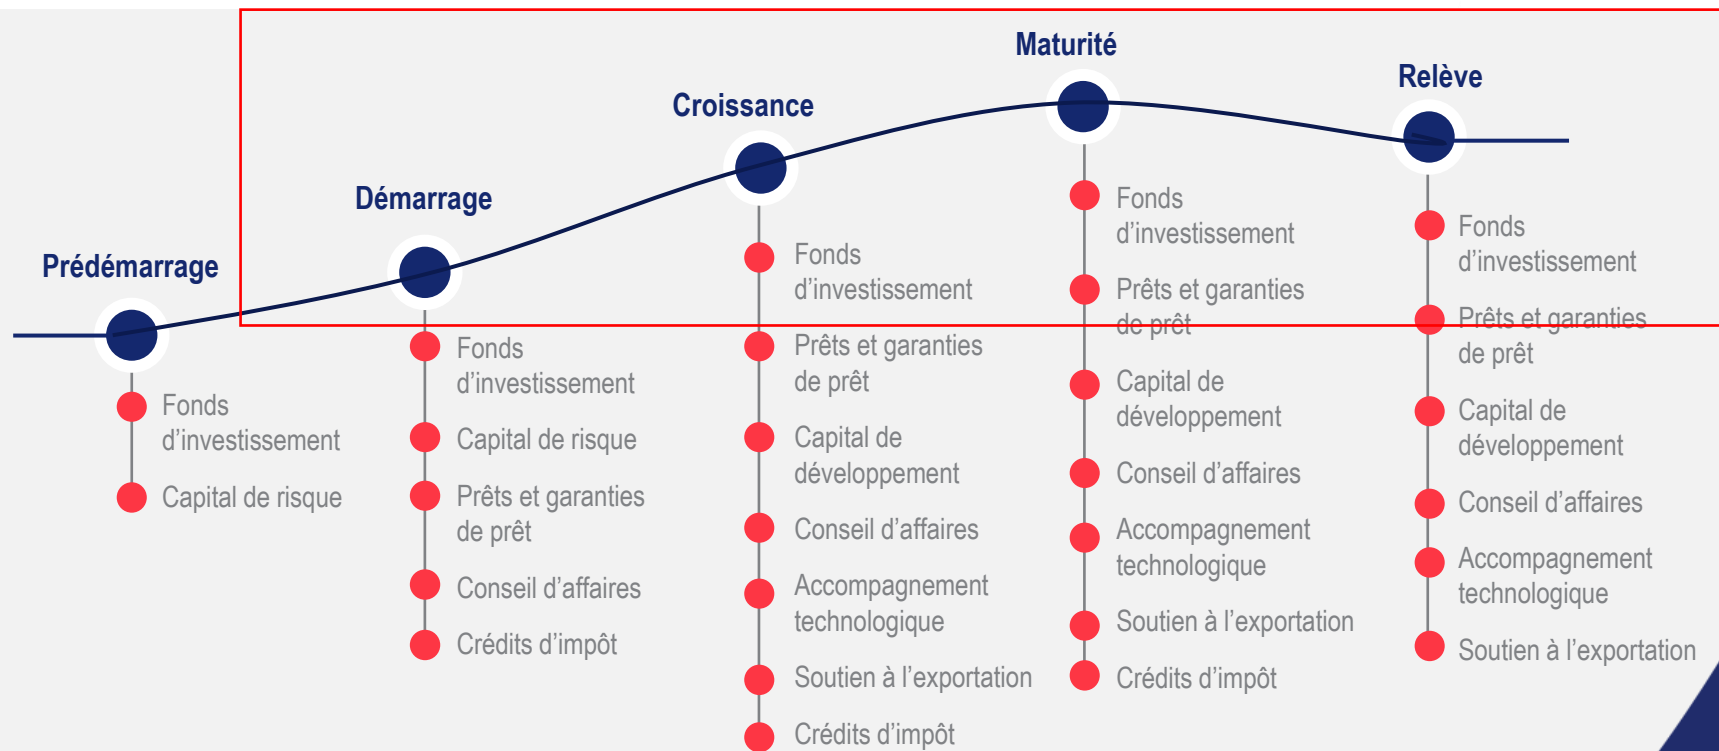 Prédémarrage
Fonds
d’investissement
Capital de risque
Démarrage
Fonds
d’investissement
Capital de risque
Prêts et garanties
de prêt
Conseil d’affaires
Crédits d’impôt
Croissance
Fonds
d’investissement
Prêts et garanties
de prêt
Capital de
développement
Conseil d’affaires
Accompagnement
technologique
Soutien à l’exportation
Crédits d’impôt
Maturité
Fonds
d’investissement
Prêts et garanties
de prêt
Capital de
développement
Conseil d’affaires
Accompagnement
technologique
Soutien à l’exportation
Crédits d’impôt
Relève
Fonds
d’investissement
Prêts et garanties
de prêt
Capital de
développement
Conseil d’affaires
Accompagnement
technologique
Soutien à l’exportation